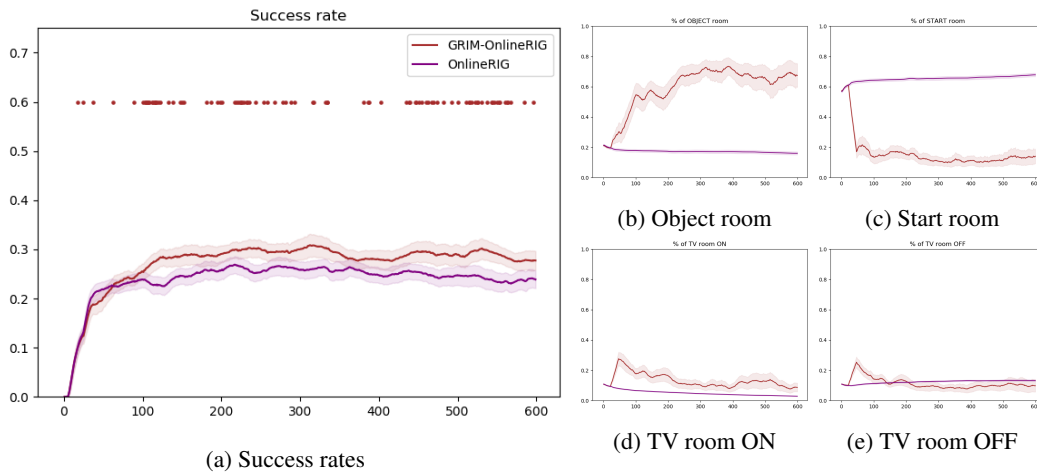 Success rate
0.7
0.6
0.5
0.4
0.3
0.2
0.1
0.0
0 100 200 300 400 500 600
GRIM-OnlineRIG
OnlineRIG
(a) Success rates
% of OBJECT room
1.0
0.8
0.6
0.4
0.2
0.0
0 100 200 300 400 500 600
(b) Object room
% of START room
1.0
0.8
0.6
0.4
0.2
0.0
0 100 200 300 400 500 600
(c) Start room
% of TV room ON
1.0
0.8
0.6
0.4
0.2
0.0
0 100 200 300 400 500 600
(d) TV room ON
% of TV room OFF
1.0
0.8
0.6
0.4
0.2
0.0
0 100 200 300 400 500 600
(e) TV room OFF